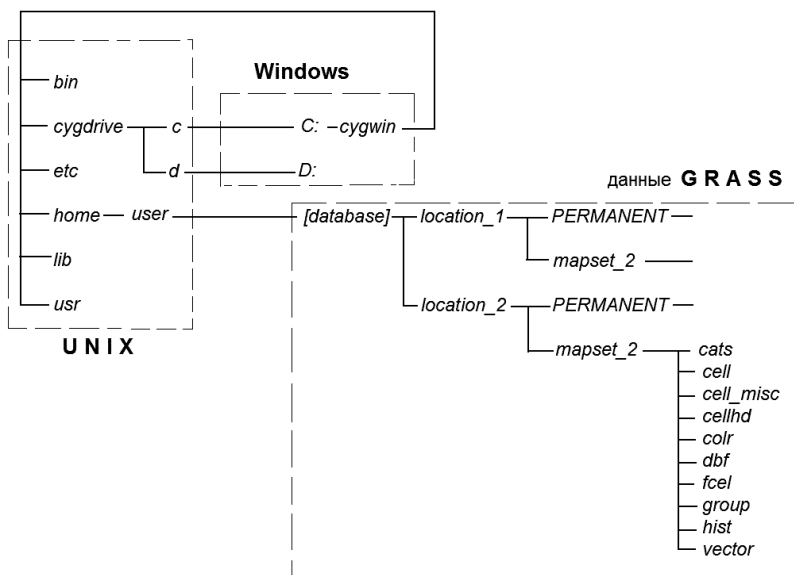 Windows
bin
cygdrive c C: cygwin
etc d D:
данные GRASS
home user [database] location_1 PERMANENT
lib mapset_2
usr location_2 PERMANENT
UNIX
mapset_2 cats
cell
cell_misc
cellhd
colr
dbf
fcel
group
hist
vector